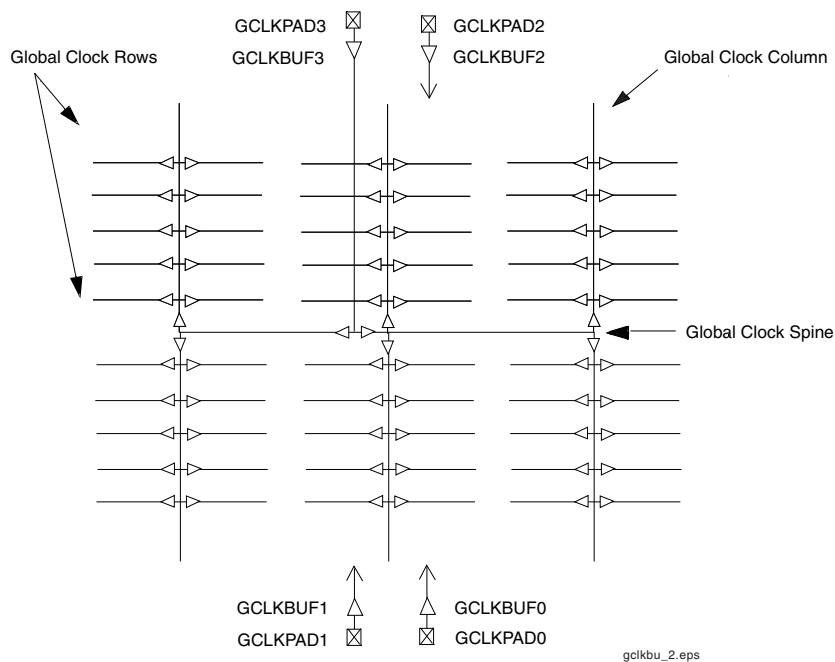 GCLKPAD3 GCLKPAD2
Global Clock Rows GCLKBUF3 GCLKBUF2 Global Clock Column
Global Clock Spine
GCLKBUF1 GCLKBUF0
GCLKPAD1 GCLKPAD0
gclkbu_2.eps